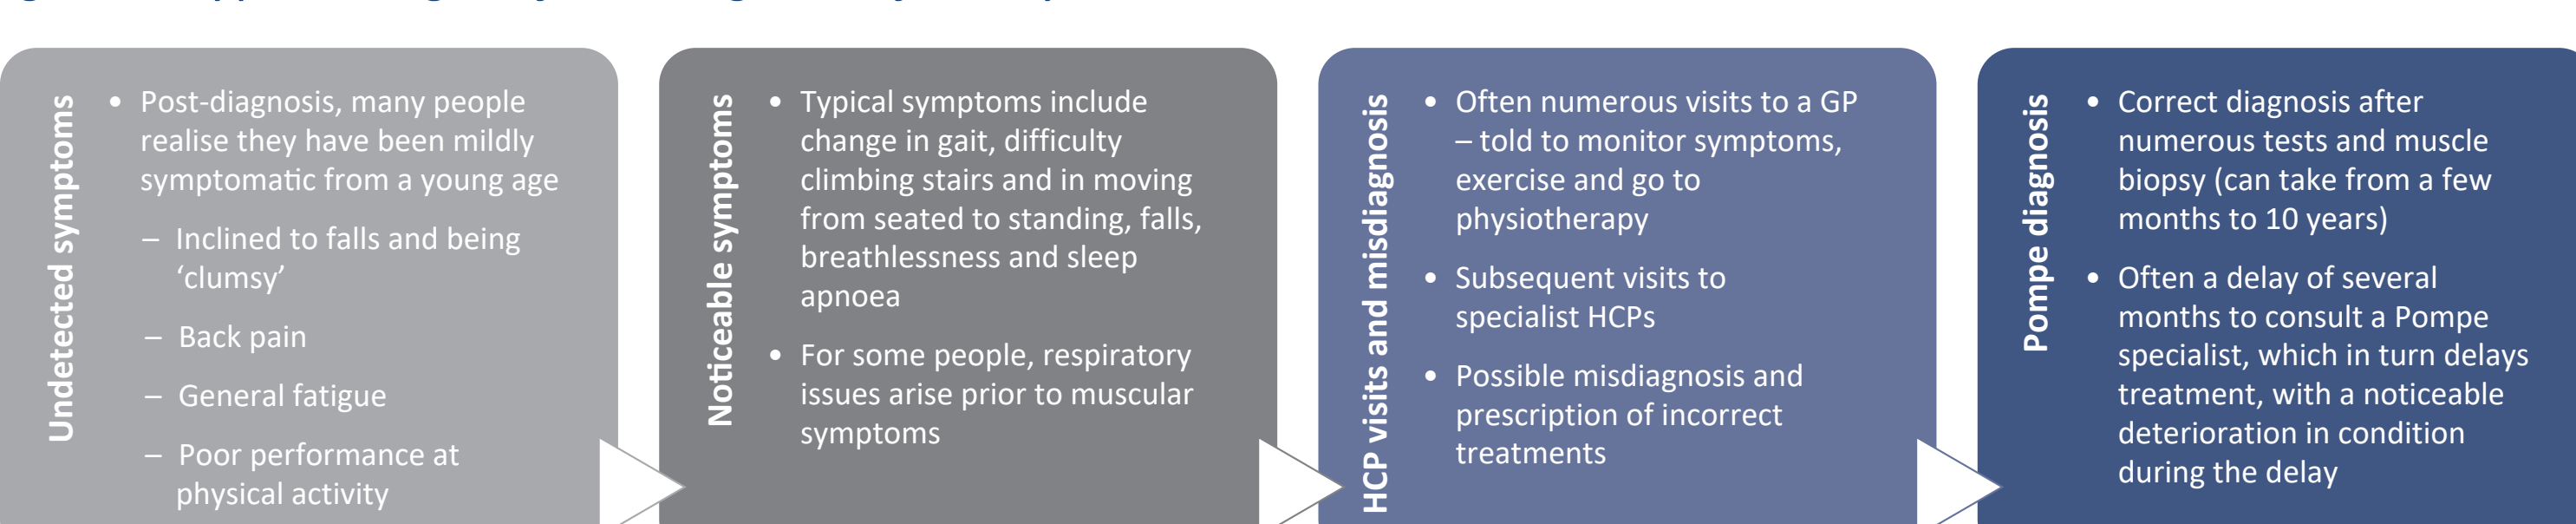 Undetected symptoms
• Post-diagnosis, many people
realise they have been mildly
symptomatic from a young age
– Inclined to falls and being
‘clumsy’
– Back pain
– General fatigue
– Poor performance at
physical activity
Noticeable symptoms
• Typical symptoms include
change in gait, difficulty
climbing stairs and in moving
from seated to standing, falls,
breathlessness and sleep
apnoea
• For some people, respiratory
issues arise prior to muscular
symptoms
HCP visits and misdiagnosis
• Often numerous visits to a GP
– told to monitor symptoms,
exercise and go to
physiotherapy
• Subsequent visits to
specialist HCPs
• Possible misdiagnosis and
prescription of incorrect
treatments
Pompe diagnosis
• Correct diagnosis after
numerous tests and muscle
biopsy (can take from a few
months to 10 years)
• Often a delay of several
months to consult a Pompe
specialist, which in turn delays
treatment, with a noticeable
deterioration in condition
during the delay